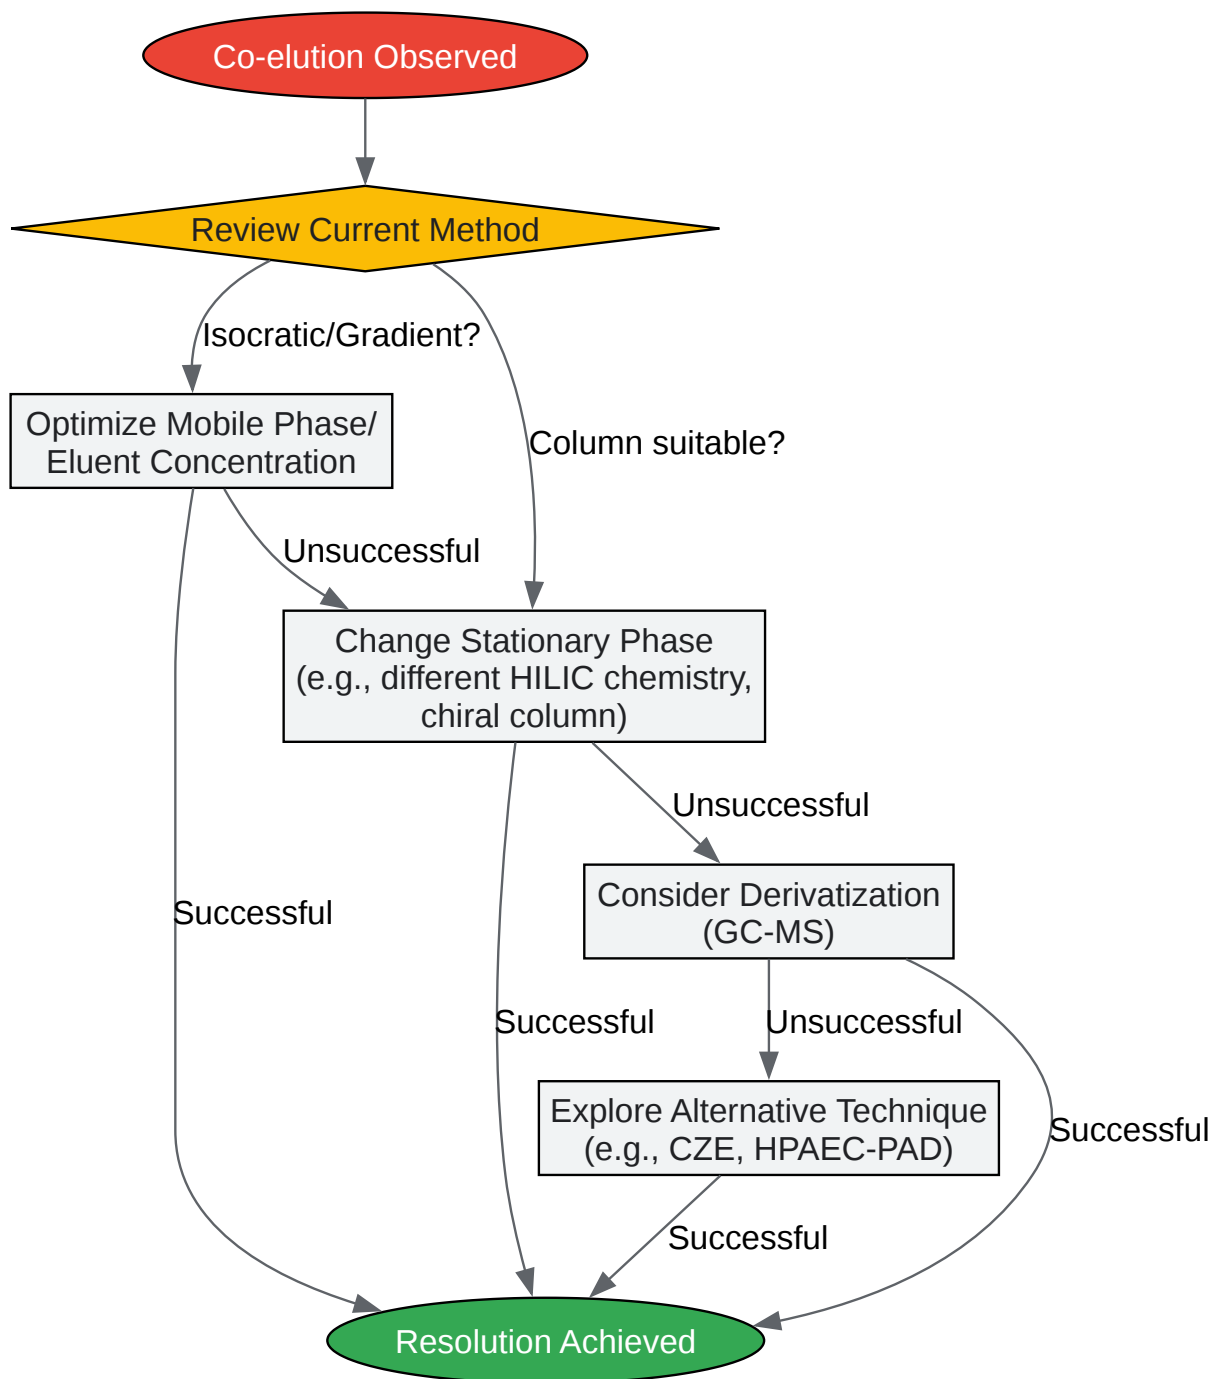 Co-elution Observed
Review Current Method
Isocratic/Gradient?
Optimize Mobile Phase/
Eluent Concentration
Column suitable?
Unsuccessful
Change Stationary Phase
(e.g., different HILIC chemistry,
chiral column)
Unsuccessful
Consider Derivatization
(GC-MS)
Successful
Successful
Unsuccessful
Explore Alternative Technique
(e.g., CZE, HPAEC-PAD)
Successful
Successful
Resolution Achieved